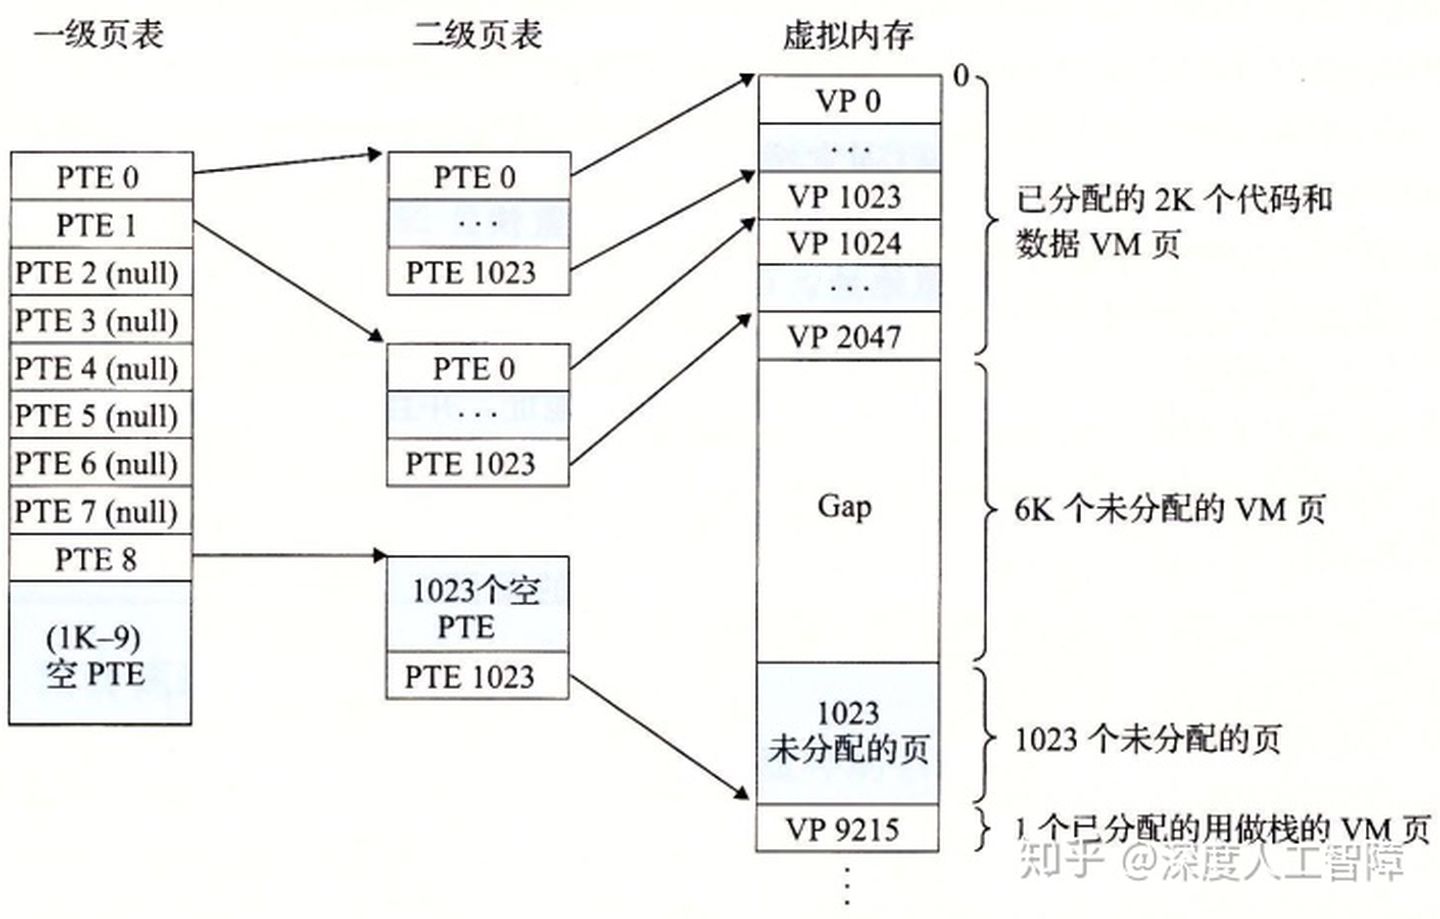 一级页表
二级页表
虚拟内存
PTE 0
PTE 1
PTE 2 (null)
PTE 3 (null)
PTE 4 (null)
PTE 5 (null)
PTE 6 (null)
PTE 7 (null)
PTE 8
(1K–9)
空 PTE
PTE 0
...
PTE 1023
PTE 0
...
PTE 1023
1023个空
PTE
PTE 1023
0
VP 0
...
VP 1023
VP 1024
...
VP 2047
Gap
1023
未分配的页
VP 9215
⋮
已分配的 2K 个代码和
数据 VM 页
6K 个未分配的 VM 页
1023 个未分配的页
1 个已分配的用做栈的 VM 页
知乎 @深度人工智障